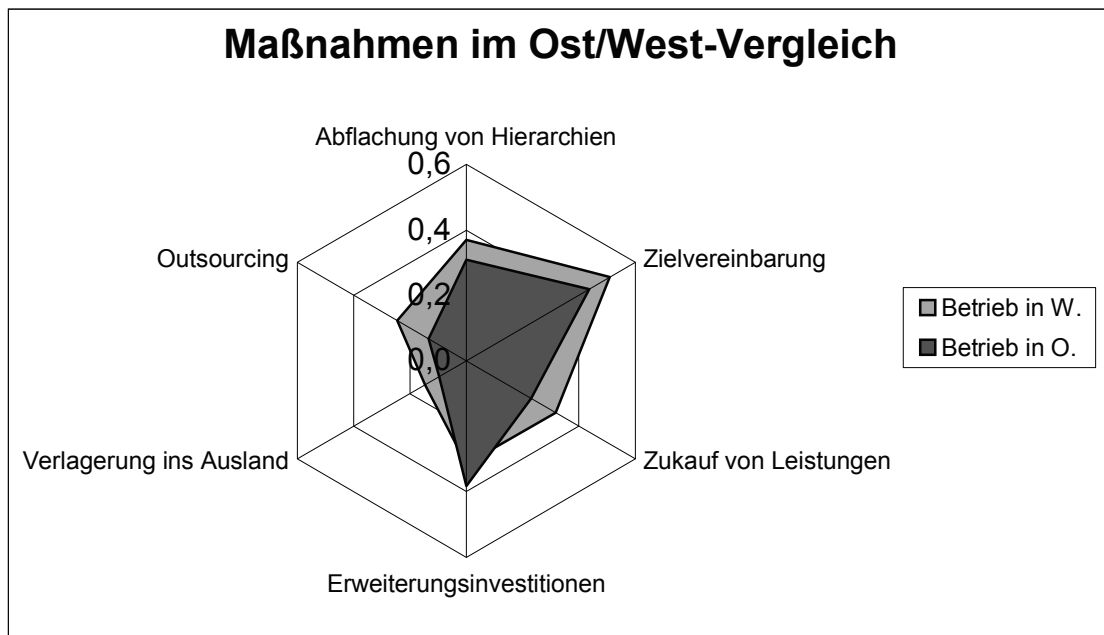 Maßnahmen im Ost/West-Vergleich
Abflachung von Hierarchien
0,6
0,4
0,2
0,0
Outsourcing
Zielvereinbarung
Verlagerung ins Ausland
Zukauf von Leistungen
Erweiterungsinvestitionen
Betrieb in W.
Betrieb in O.